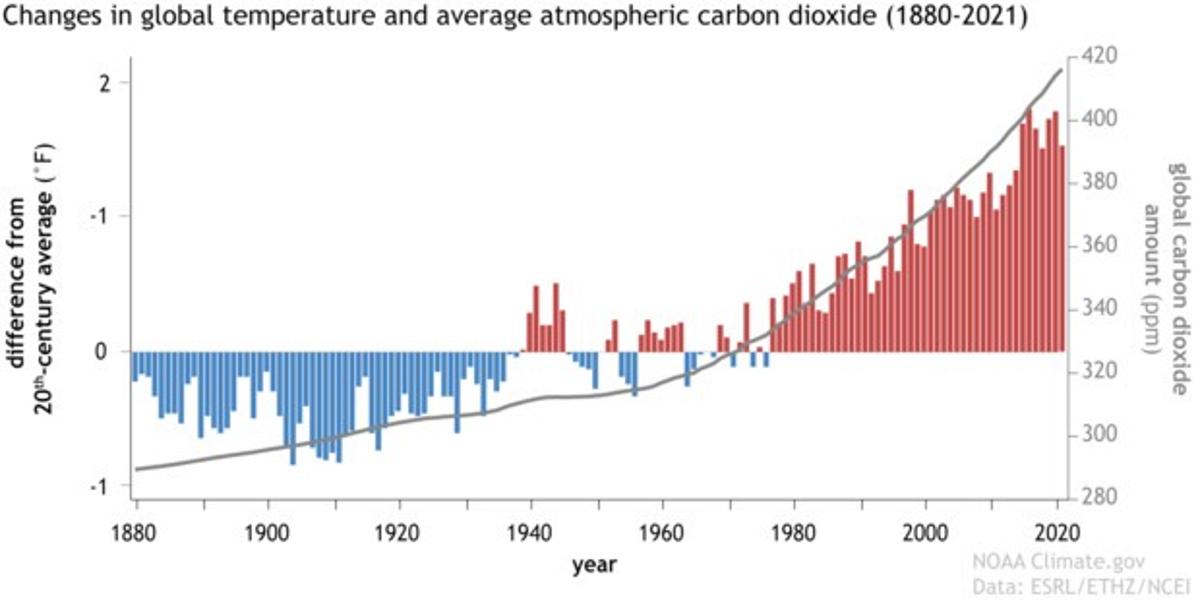 Changes in global temperature and average atmospheric carbon dioxide (1880-2021)
difference from
20th-century average (°F)
2
-1
0
-1
420
400
380
360
340
320
300
280
global carbon dioxide
amount (ppm)
1880
1900
1920
1940
1960
1980
2000
2020
year
NOAA Climate.gov
Data: ESRL/ETHZ/NCEI